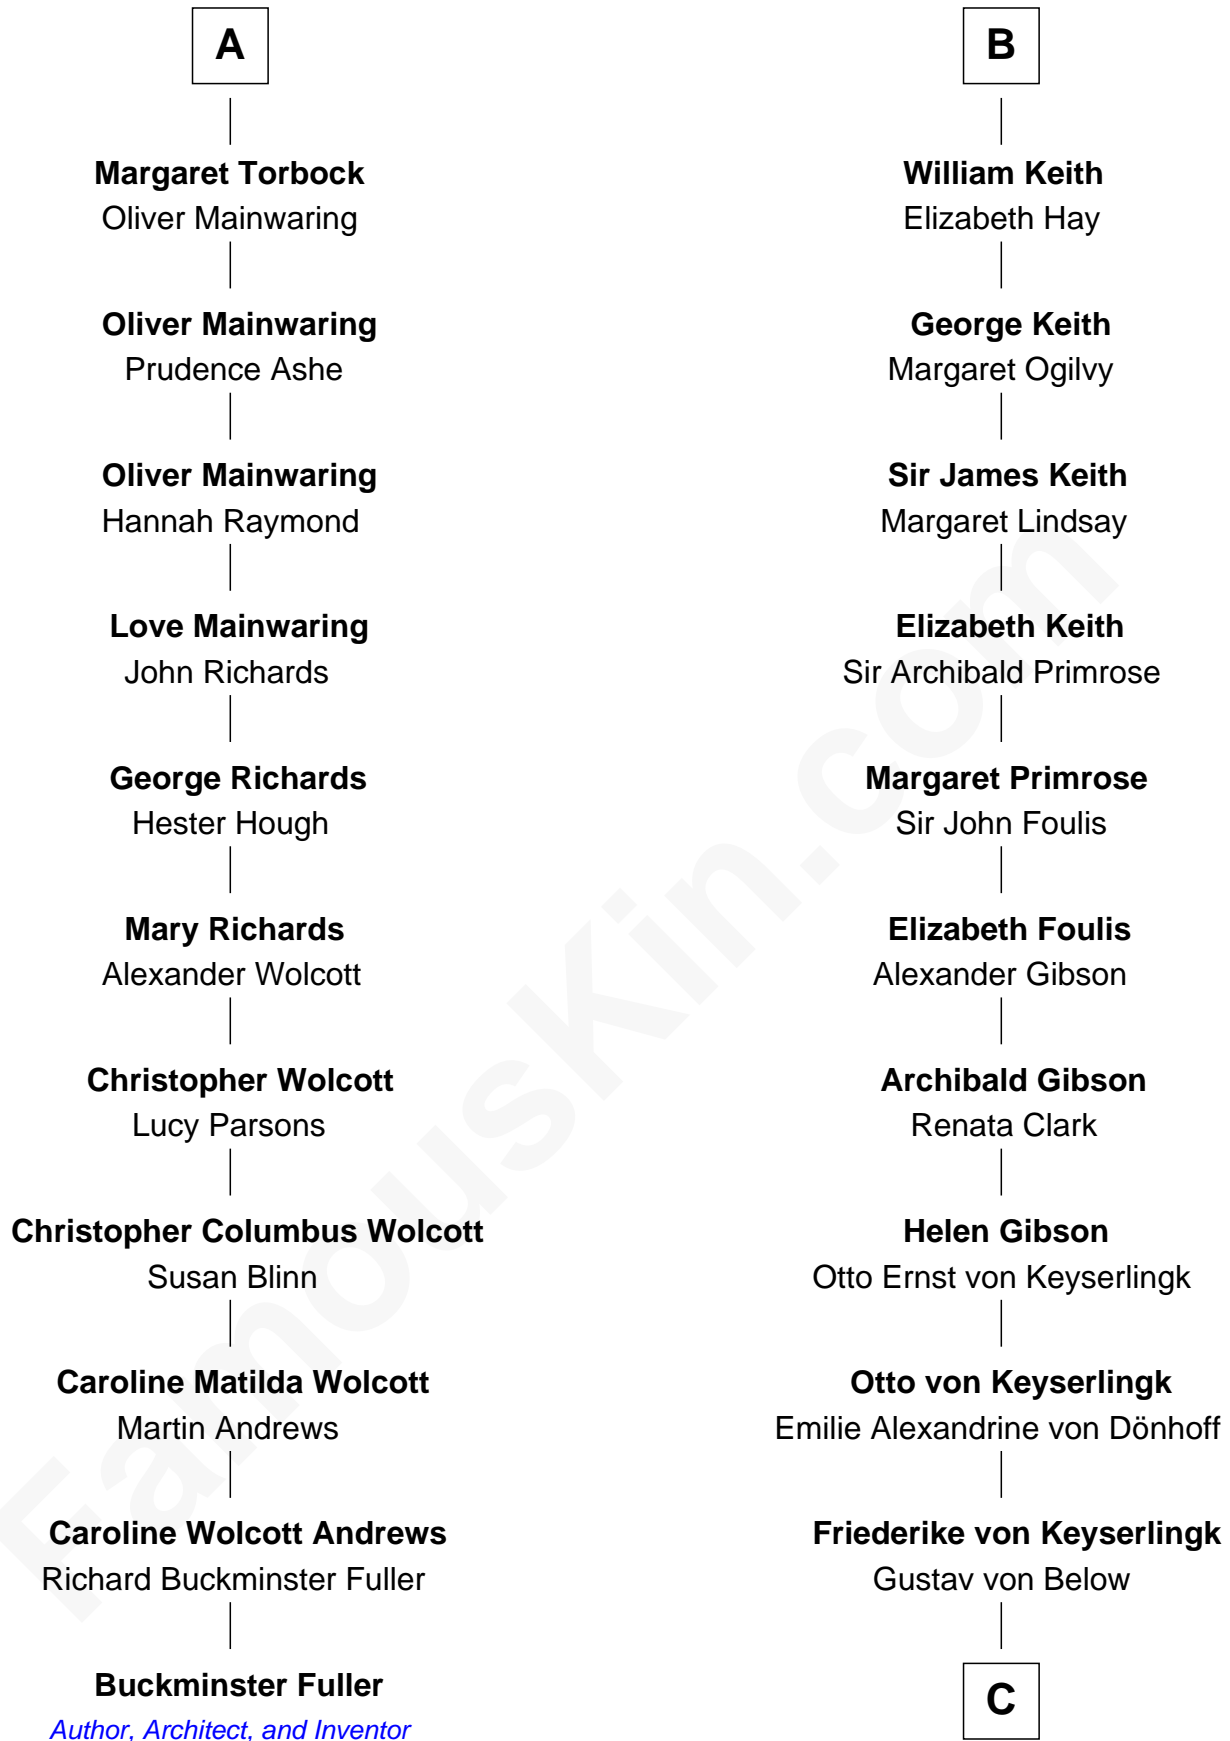 A
Margaret Torbock
Oliver Mainwaring
Oliver Mainwaring
Prudence Ashe
Oliver Mainwaring
Hannah Raymond
Love Mainwaring
John Richards
George Richards
Hester Hough
Mary Richards
Alexander Wolcott
Christopher Wolcott
Lucy Parsons
Christopher Columbus Wolcott
Susan Blinn
Caroline Matilda Wolcott
Martin Andrews
Caroline Wolcott Andrews
Richard Buckminster Fuller
Buckminster Fuller
Author, Architect, and Inventor
B
William Keith
Elizabeth Hay
George Keith
Margaret Ogilvy
Sir James Keith
Margaret Lindsay
Elizabeth Keith
Sir Archibald Primrose
Margaret Primrose
Sir John Foulis
Elizabeth Foulis
Alexander Gibson
Archibald Gibson
Renata Clark
Helen Gibson
Otto Ernst von Keyserlingk
Otto von Keyserlingk
Emilie Alexandrine von Dönhoff
Friederike von Keyserlingk
Gustav von Below
C
FamousKin.com